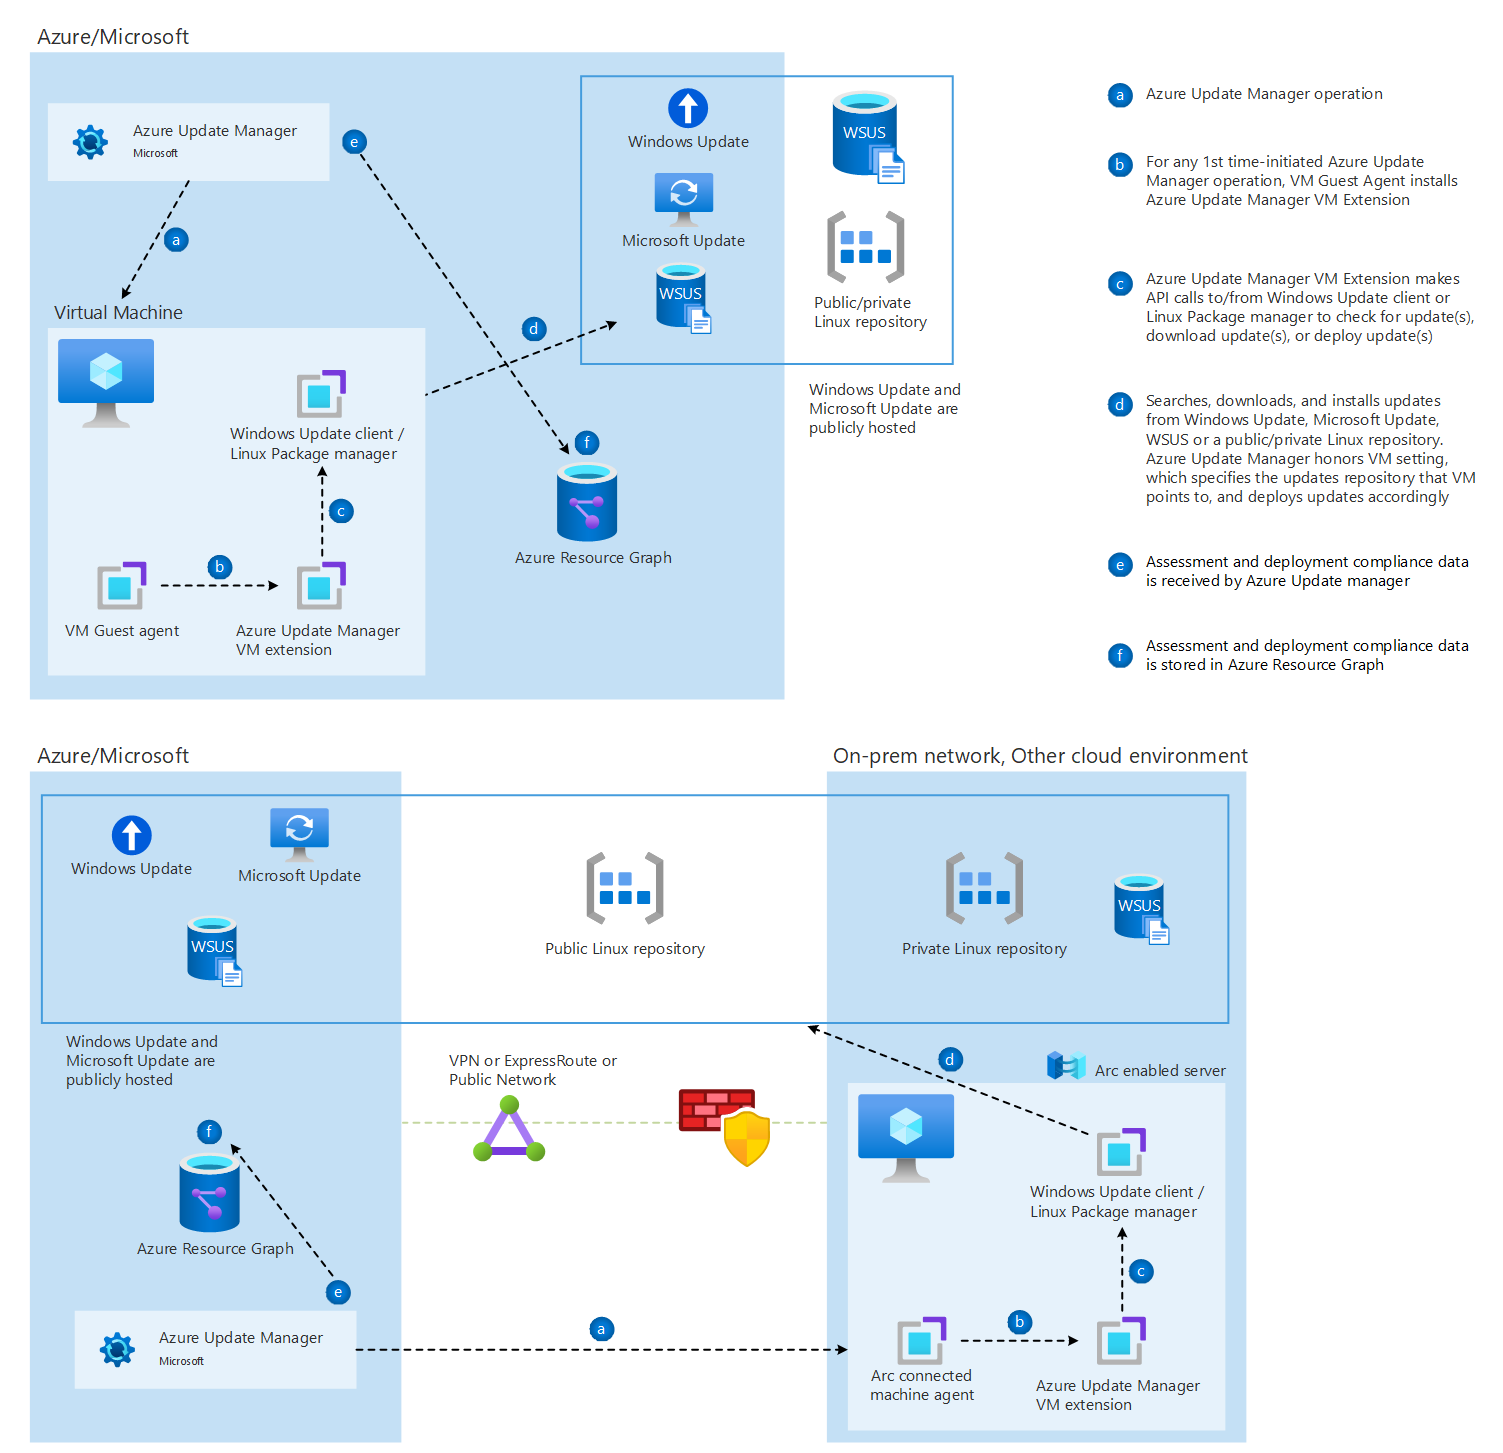 Azure/Microsoft
Azure Update Manager
Microsoft
e
a
Windows Update
Microsoft Update
WSUS
WSUS
Public/private
Linux repository
d
Windows Update and
Microsoft Update are
publicly hosted
Virtual Machine
Windows Update client /
Linux Package manager
c
b
VM Guest agent
Azure Update Manager
VM extension
f
Azure Resource Graph
a
Azure Update Manager operation
b
For any 1st time-initiated Azure Update
Manager operation, VM Guest Agent installs
Azure Update Manager VM Extension
c
Azure Update Manager VM Extension makes
API calls to/from Windows Update client or
Linux Package manager to check for update(s),
download update(s), or deploy update(s)
d
Searches, downloads, and installs updates
from Windows Update, Microsoft Update,
WSUS or a public/private Linux repository.
Azure Update Manager honors VM setting,
which specifies the updates repository that VM
points to, and deploys updates accordingly
e
Assessment and deployment compliance data
is received by Azure Update manager
f
Assessment and deployment compliance data
is stored in Azure Resource Graph
Azure/Microsoft
On-prem network, Other cloud environment
Windows Update
Microsoft Update
WSUS
Public Linux repository
Private Linux repository
WSUS
Windows Update and
Microsoft Update are
publicly hosted
VPN or ExpressRoute or
Public Network
d
Arc enabled server
f
Azure Resource Graph
e
Azure Update Manager
Microsoft
a
Windows Update client /
Linux Package manager
c
b
Arc connected
machine agent
Azure Update Manager
VM extension